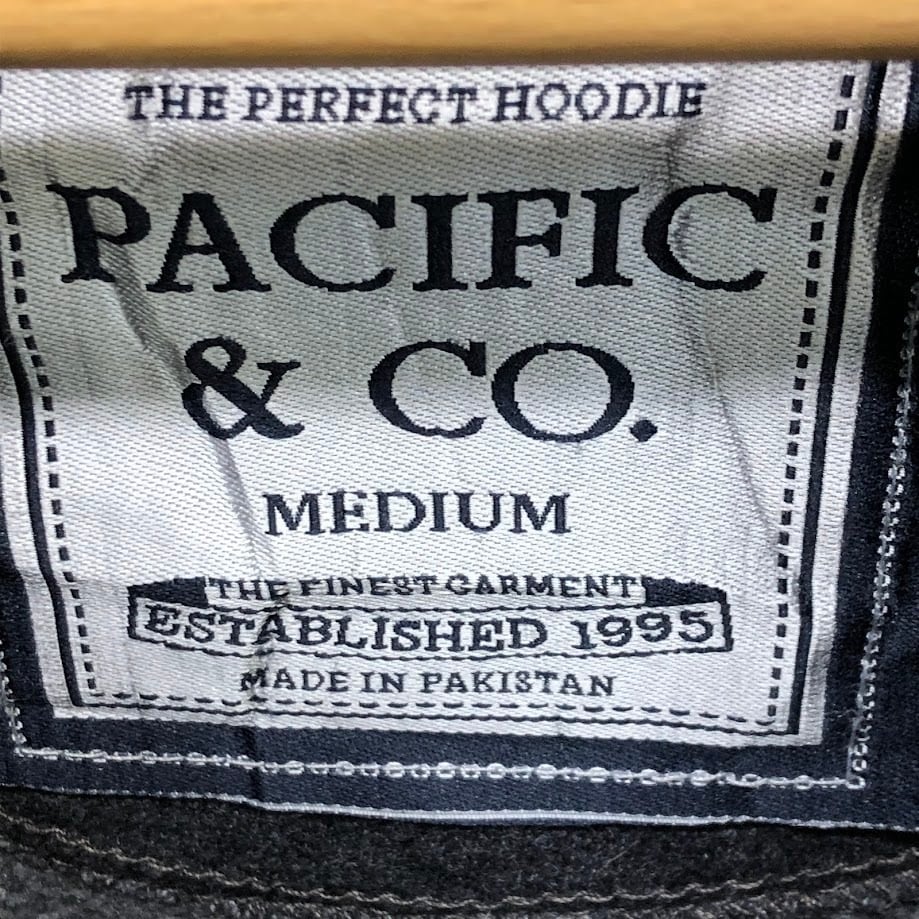 THE PERFECT HOODIE
PACIFIC
& CO.
MEDIUM
THE FINEST GARMENT
ESTABLISHED 1995
MADE IN PAKISTAN